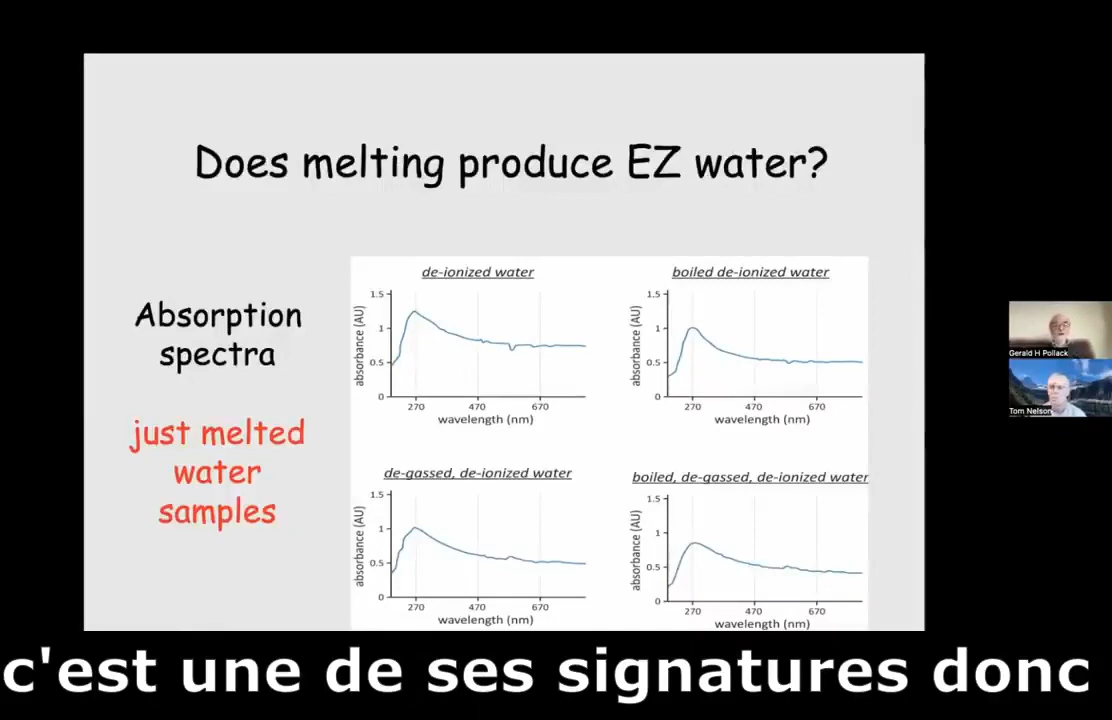 Does melting produce EZ water?
Absorption
spectra
just melted
water
samples
de-ionized water
1.5
1
0.5
0
absorbance (AU)
270 470 670
wavelength (nm)
boiled de-ionized water
1.5
1
0.5
0
absorbance (AU)
270 470 670
wavelength (nm)
de-gassed, de-ionized water
1.5
1
0.5
0
absorbance (AU)
270 470 670
wavelength (nm)
boiled, de-gassed, de-ionized water
1.5
1
0.5
0
absorbance (AU)
270 470 670
wavelength (nm)
Gerald H Pollack
Tom Nelson
c'est une de ses signatures donc